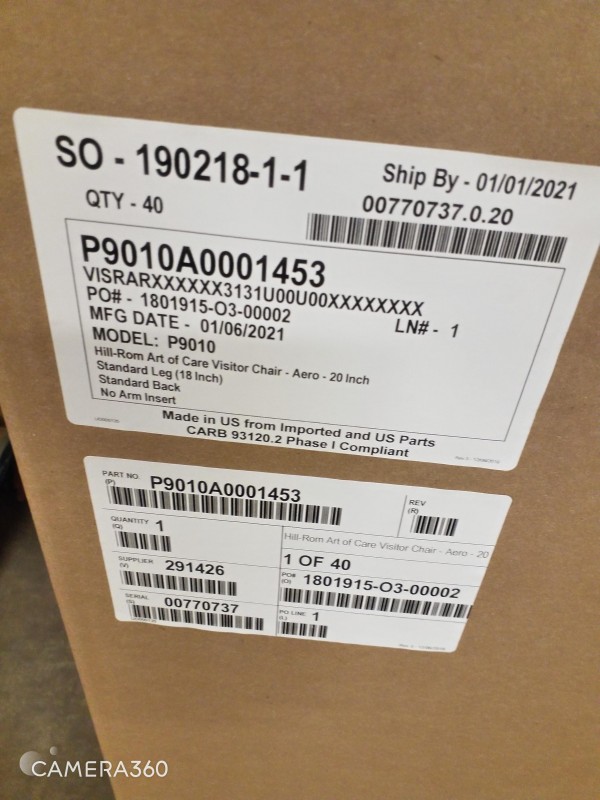 SO - 190218-1-1
Ship By - 01/01/2021
QTY - 40
00770737.0.20
P9010A0001453
VISRARXXXXXX3131U00U00XXXXXXXX
PO# - 1801915-O3-00002
LN# - 1
MFG DATE - 01/06/2021
MODEL: P9010
Hill-Rom Art of Care Visitor Chair - Aero - 20 Inch
Standard Leg (18 Inch)
Standard Back
No Arm Insert
Made in US from Imported and US Parts
CARB 93120.2 Phase I Compliant
PART NO.
(P)
P9010A0001453
REV
(R)
QUANTITY
(Q)
1
Hill-Rom Art of Care Visitor Chair - Aero - 20
1 OF 40
SUPPLIER
(V)
291426
PO#
(O)
1801915-O3-00002
SERIAL
(S)
00770737
PO LINE
(L)
1
CAMERA360